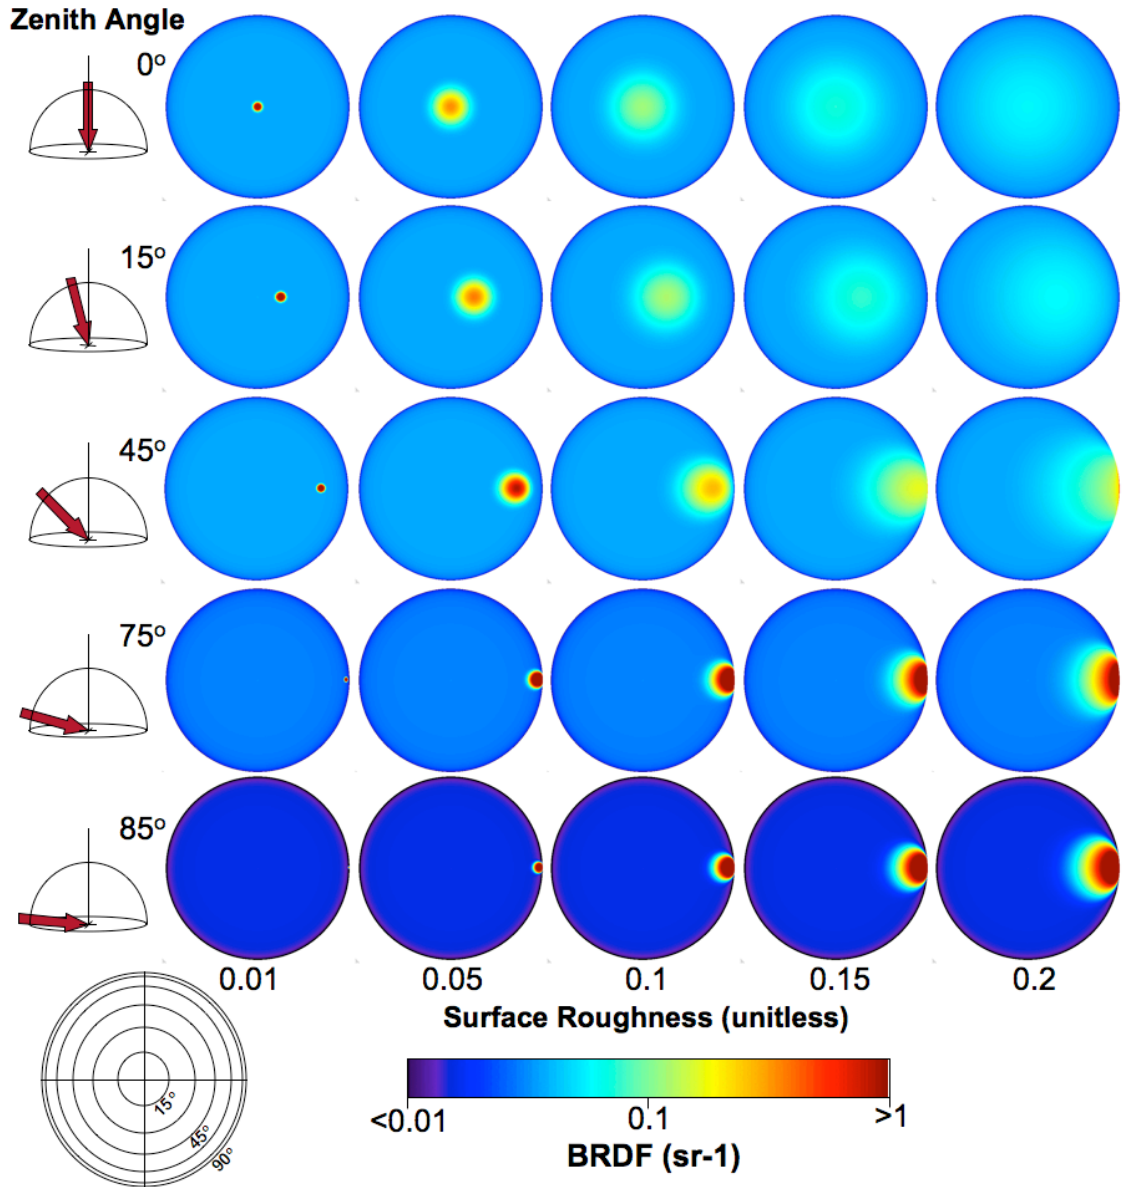 Zenith Angle
0°
15°
45°
75°
85°
0.01 0.05 0.1 0.15 0.2
Surface Roughness (unitless)
15°
45°
90°
<0.01 0.1 >1
BRDF (sr-1)